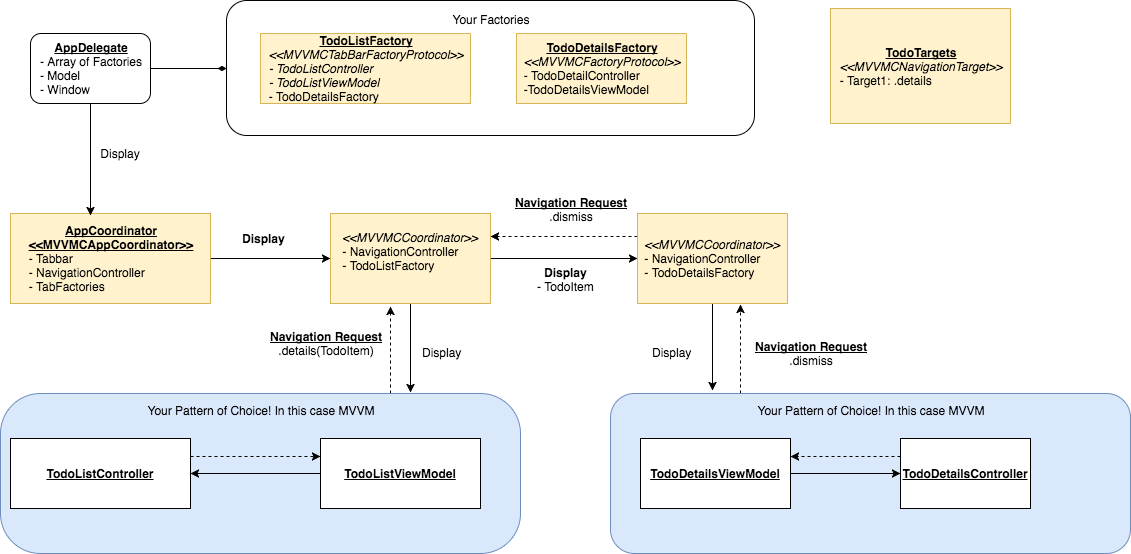 Your Factories
AppDelegate
- Array of Factories
- Model
- Window
TodoListFactory
<<MVVMCTabBarFactoryProtocol>>
- TodoListController
- TodoListViewModel
- TodoDetailsFactory
TodoDetailsFactory
<<MVVMCFactoryProtocol>>
- TodoDetailController
-TodoDetailsViewModel
TodoTargets
<<MVVMCNavigationTarget>>
- Target1: .details
Display
AppCoordinator
<<MVVMCAppCoordinator>>
- Tabbar
- NavigationController
- TabFactories
Display
<<MVVMCCoordinator>>
- NavigationController
- TodoListFactory
Navigation Request
.dismiss
Display
- TodoItem
<<MVVMCCoordinator>>
- NavigationController
- TodoDetailsFactory
Navigation Request
.details(TodoItem)
Display
Display
Navigation Request
.dismiss
Your Pattern of Choice! In this case MVVM
TodoListController
TodoListViewModel
Your Pattern of Choice! In this case MVVM
TodoDetailsViewModel
TodoDetailsController